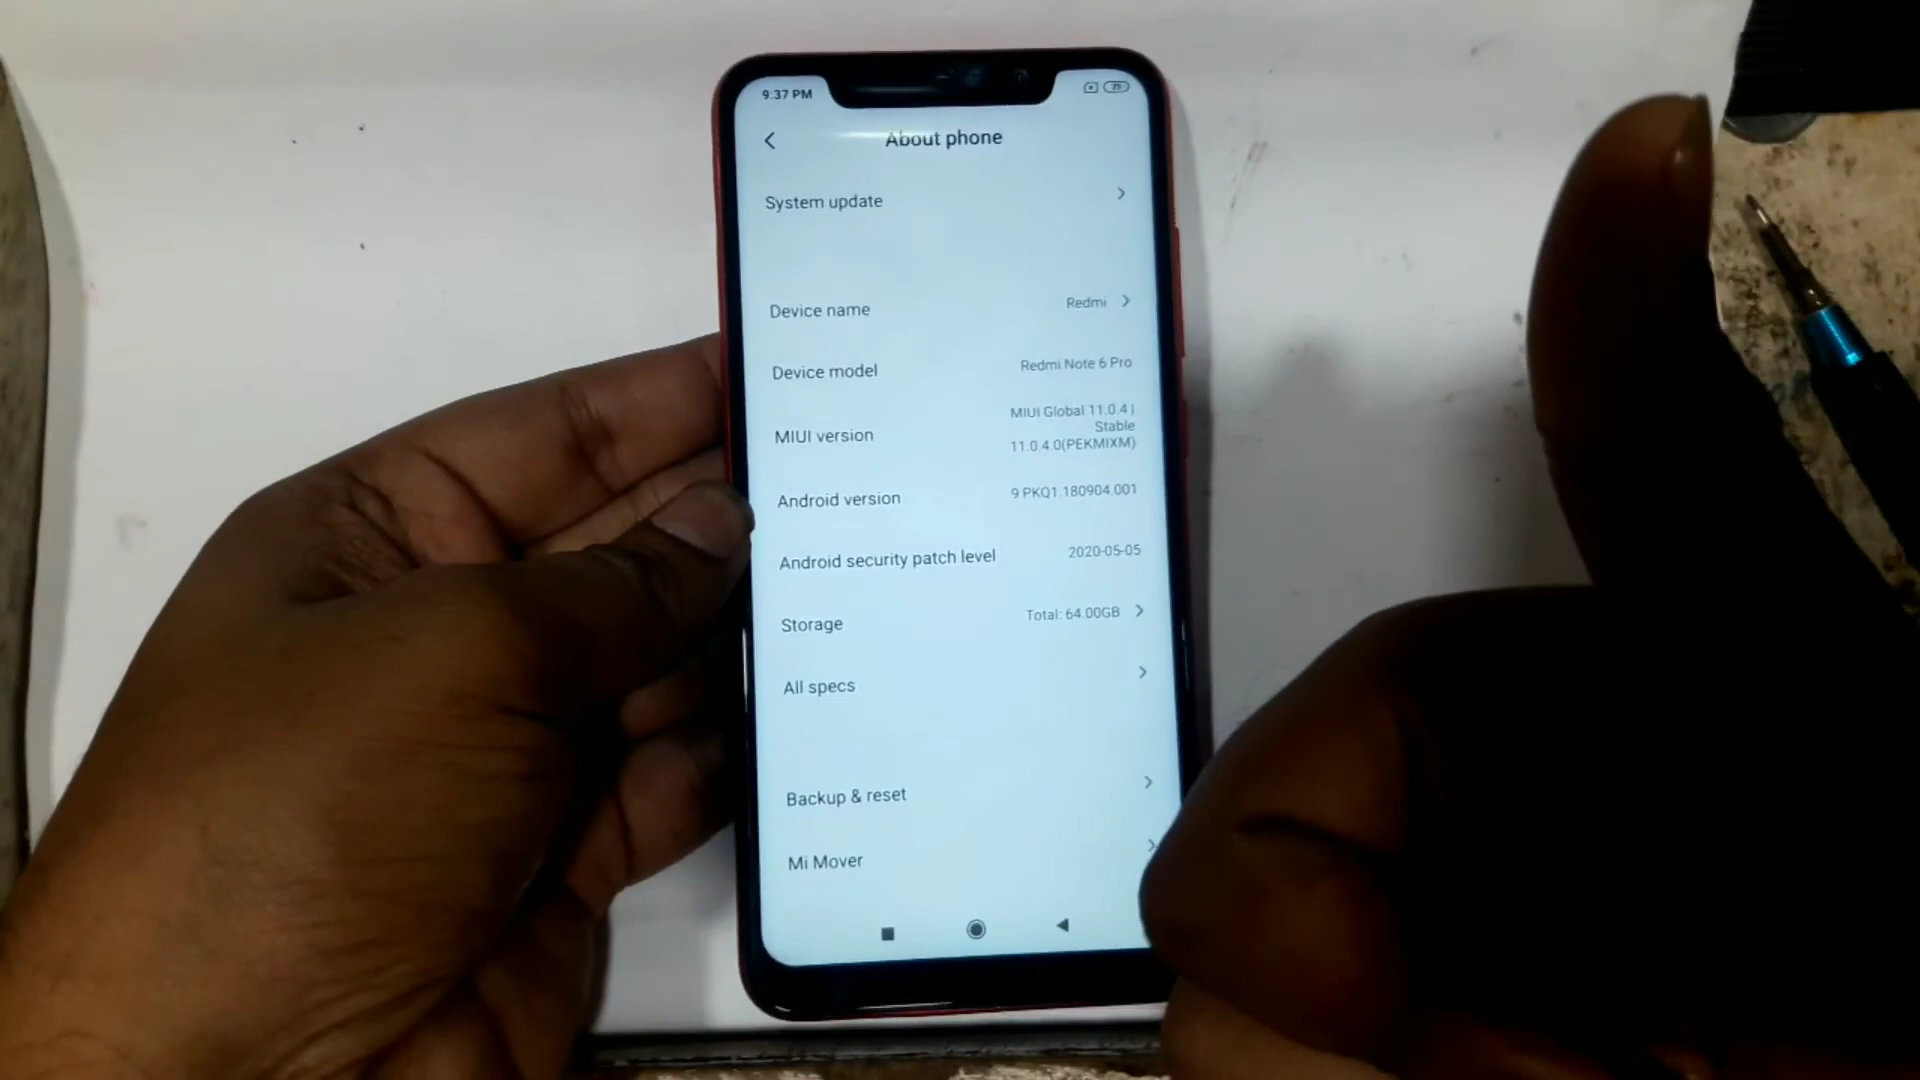 9:37 PM
25
About phone
System update
Device name
Redmi
Device model
Redmi Note 6 Pro
MIUI version
MIUI Global 11.0.4 |
Stable
11.0.4.0(PEKMIXM)
Android version
9 PKQ1.180904.001
Android security patch level
2020-05-05
Storage
Total: 64.00GB
All specs
Backup & reset
Mi Mover